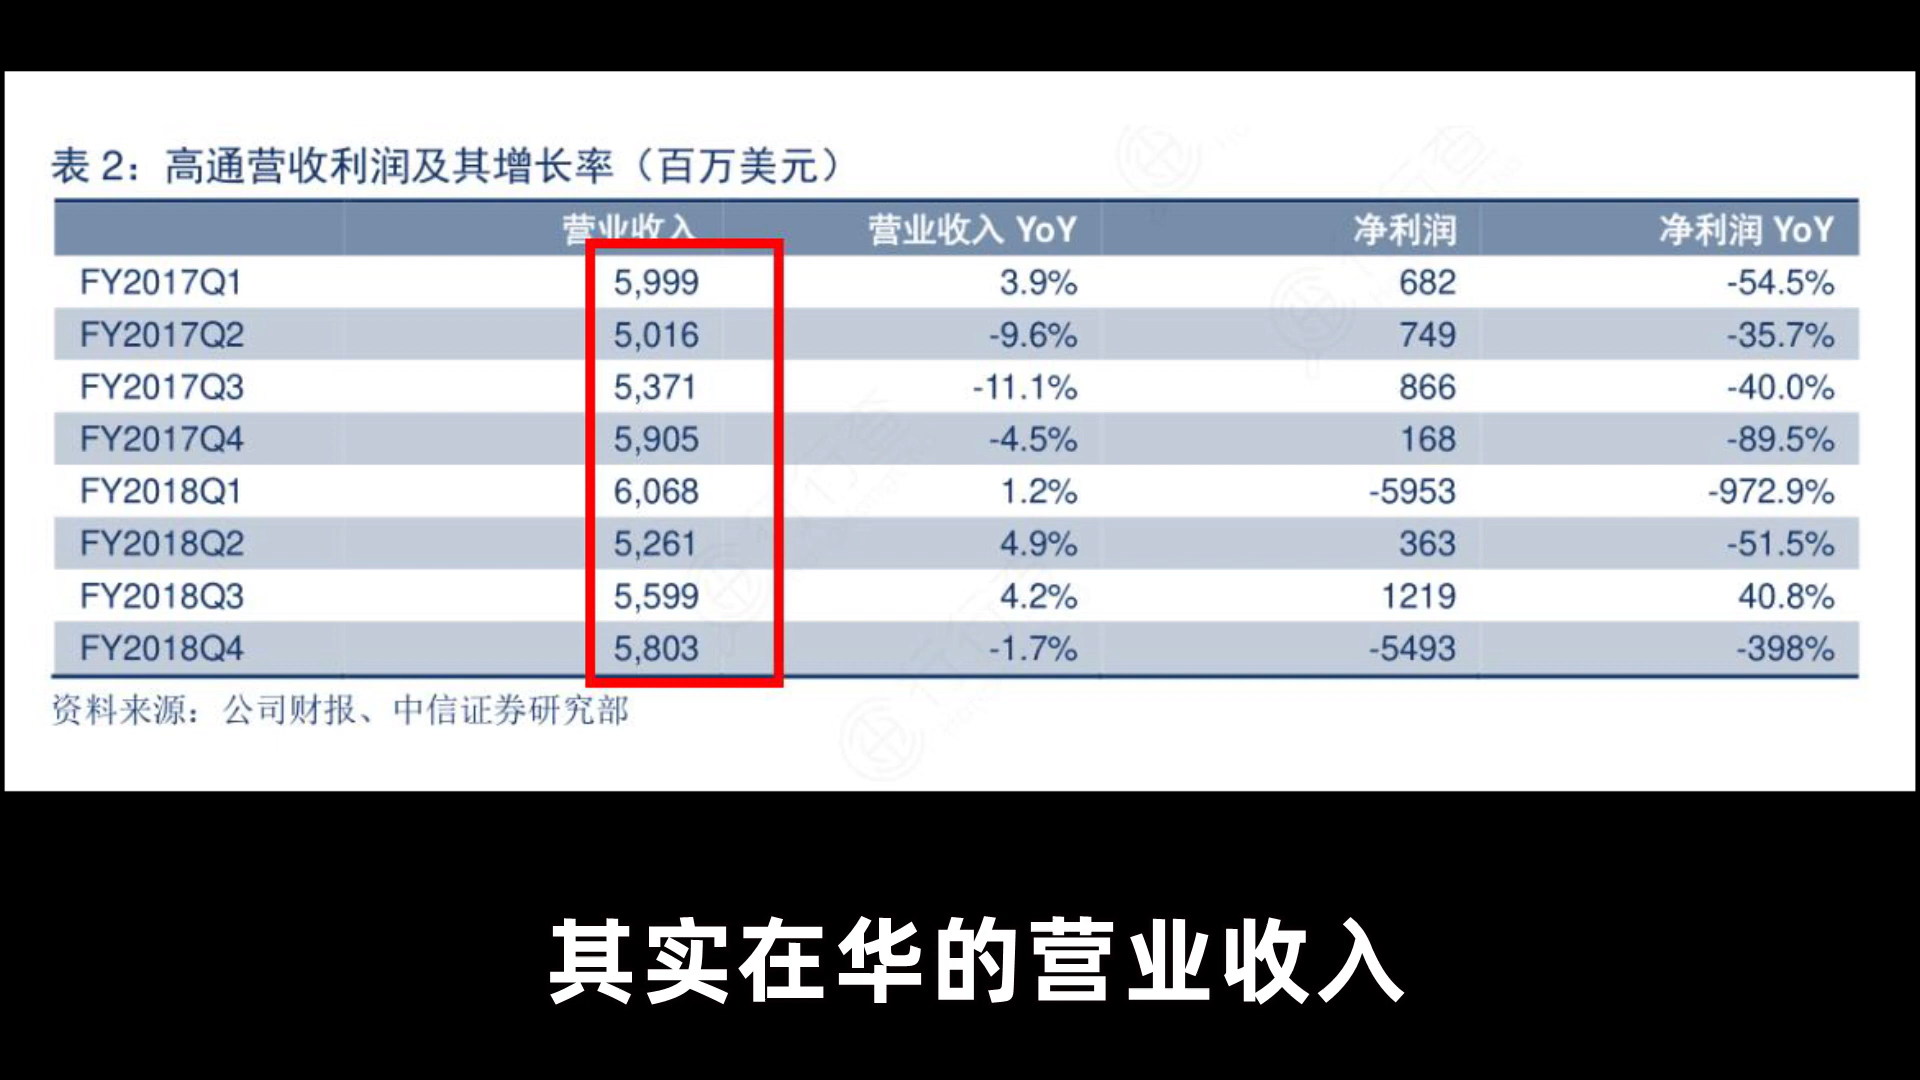 表 2：高通营收利润及其增长率（百万美元）
营业收入 营业收入 YoY 净利润 净利润 YoY
FY2017Q1 5,999 3.9% 682 -54.5%
FY2017Q2 5,016 -9.6% 749 -35.7%
FY2017Q3 5,371 -11.1% 866 -40.0%
FY2017Q4 5,905 -4.5% 168 -89.5%
FY2018Q1 6,068 1.2% -5953 -972.9%
FY2018Q2 5,261 4.9% 363 -51.5%
FY2018Q3 5,599 4.2% 1219 40.8%
FY2018Q4 5,803 -1.7% -5493 -398%
资料来源：公司财报、中信证券研究部
其实在华的营业收入